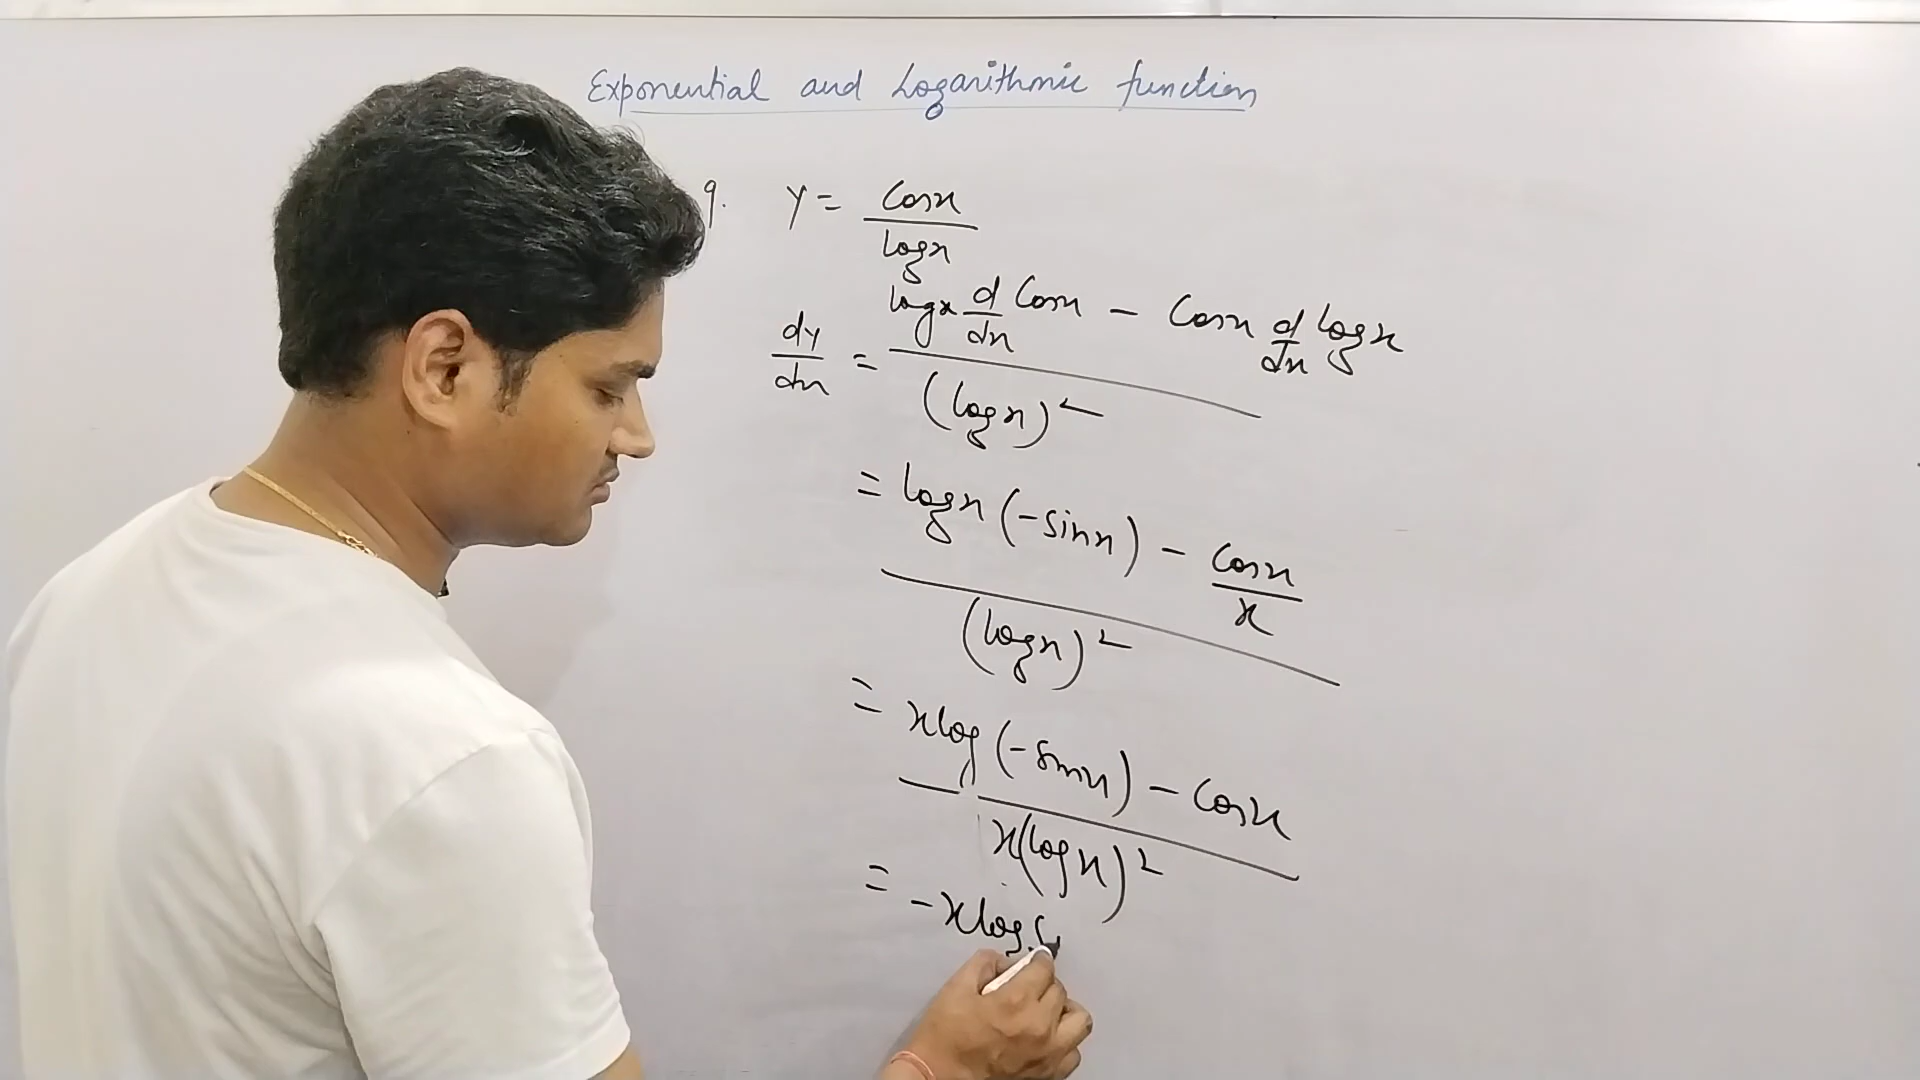 Exponential and Logarithmic function
9. y = cosx / logx
dy/dx = (logx d/dx cosx - cosx d/dx logx) / (logx)²
= (logx (-sinx) - cosx/x) / (logx)²
= (xlog (-sinx) - cosx) / x(logx)²
= -xlog